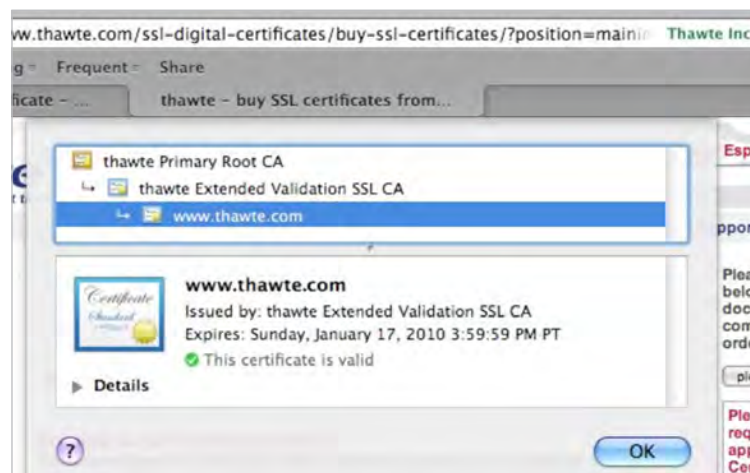 ww.thawte.com/ssl-digital-certificates/buy-ssl-certificates/?position=main Thawte Inc
Frequent Share
ficate - ... thawte - buy SSL certificates from...
thawte Primary Root CA
Esp
thawte Extended Validation SSL CA
www.thawte.com
www.thawte.com
Issued by: thawte Extended Validation SSL CA
Expires: Sunday, January 17, 2010 3:59:59 PM PT
This certificate is valid
Details
?
OK